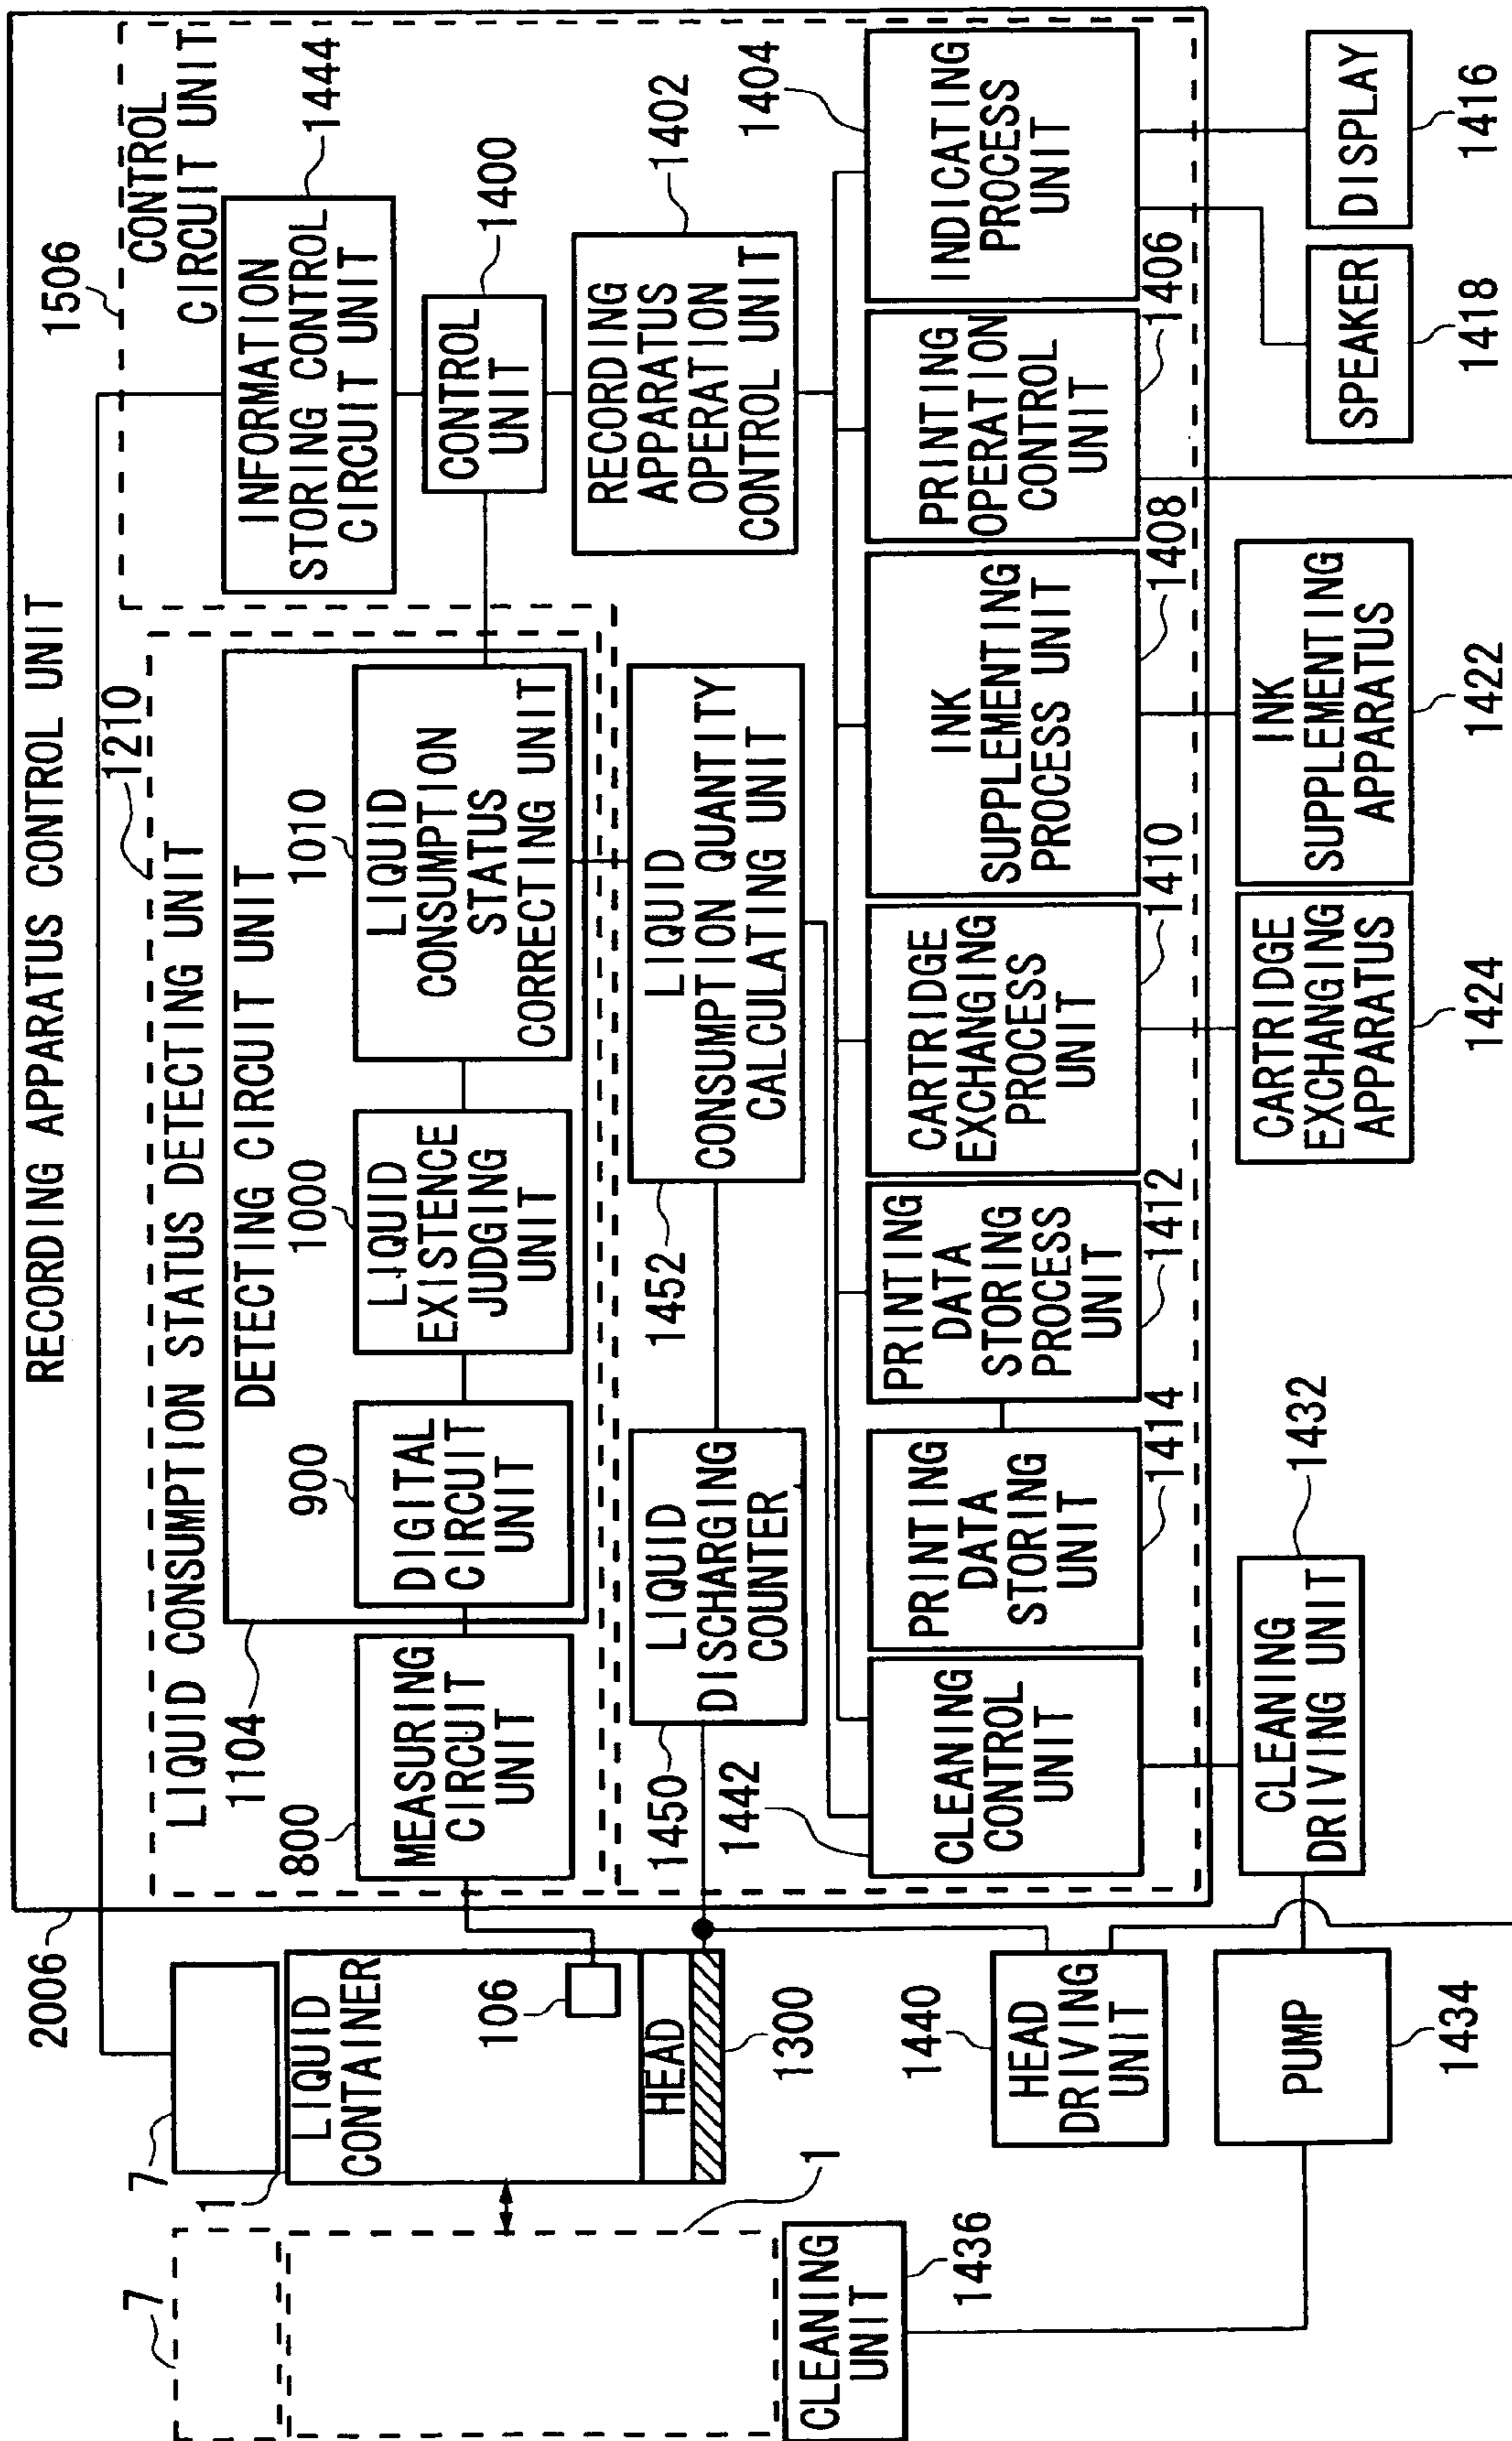 RECORDING APPARATUS CONTROL UNIT
2006
7
7
1
1
LIQUID
CONTAINER
106
HEAD
1300
1210
LIQUID CONSUMPTION STATUS DETECTING UNIT
1104
DETECTING CIRCUIT UNIT
800
MEASURING
CIRCUIT
UNIT
900
DIGITAL
CIRCUIT
UNIT
1000
LIQUID
EXISTENCE
JUDGING
UNIT
1010
LIQUID
CONSUMPTION
STATUS
CORRECTING UNIT
1506
CONTROL
CIRCUIT UNIT
INFORMATION
STORING CONTROL
CIRCUIT UNIT
1444
CONTROL
UNIT
1400
RECORDING
APPARATUS
OPERATION
CONTROL UNIT
1402
1450
LIQUID
DISCHARGING
COUNTER
1452
LIQUID
CONSUMPTION QUANTITY
CALCULATING UNIT
1442
CLEANING
CONTROL
UNIT
PRINTING
DATA
STORING
UNIT
1414
PRINTING
DATA
STORING
PROCESS
UNIT
1412
CARTRIDGE
EXCHANGING
PROCESS
UNIT
1410
INK
SUPPLEMENTING
PROCESS UNIT
1408
PRINTING
OPERATION
CONTROL
UNIT
1406
INDICATING
PROCESS
UNIT
1404
CLEANING
UNIT
1436
1440
HEAD
DRIVING
UNIT
PUMP
1434
CLEANING
DRIVING UNIT
1432
CARTRIDGE
EXCHANGING
APPARATUS
1424
INK
SUPPLEMENTING
APPARATUS
1422
SPEAKER
1418
DISPLAY
1416